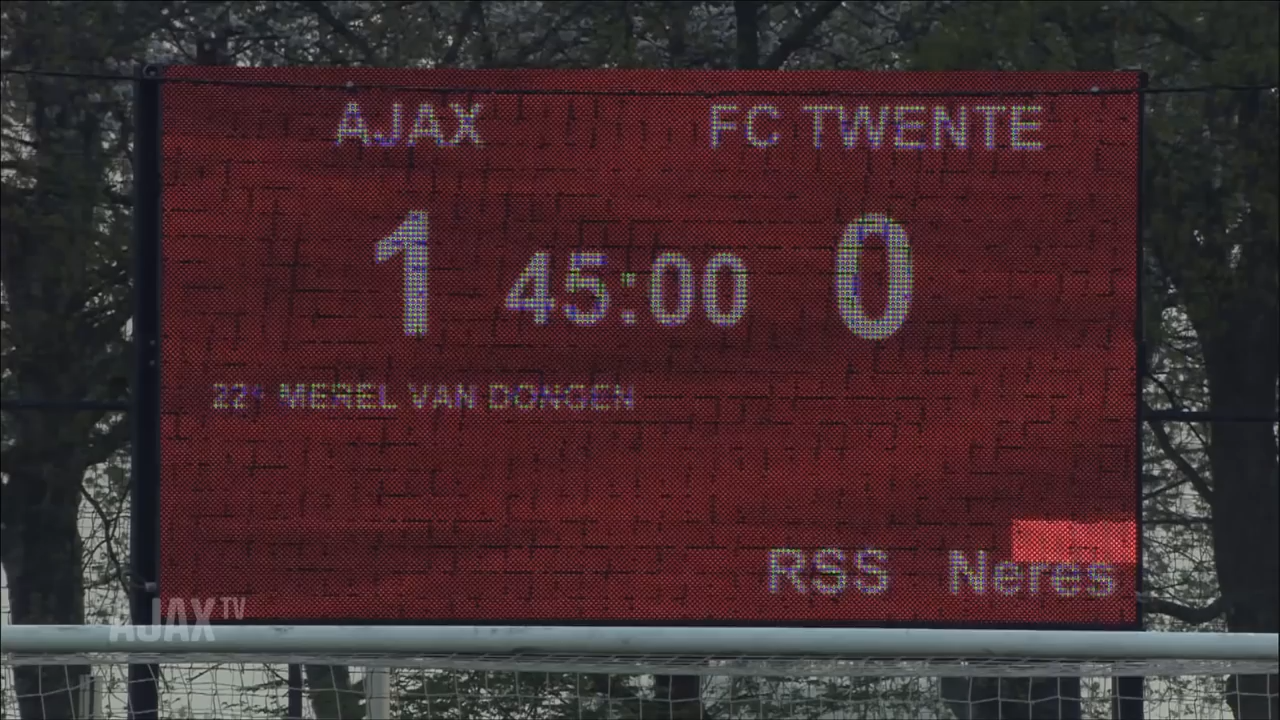 AJAX FC TWENTE
1 45:00 0
22' MEREL VAN DONGEN
RSS Neres
AJAX TV